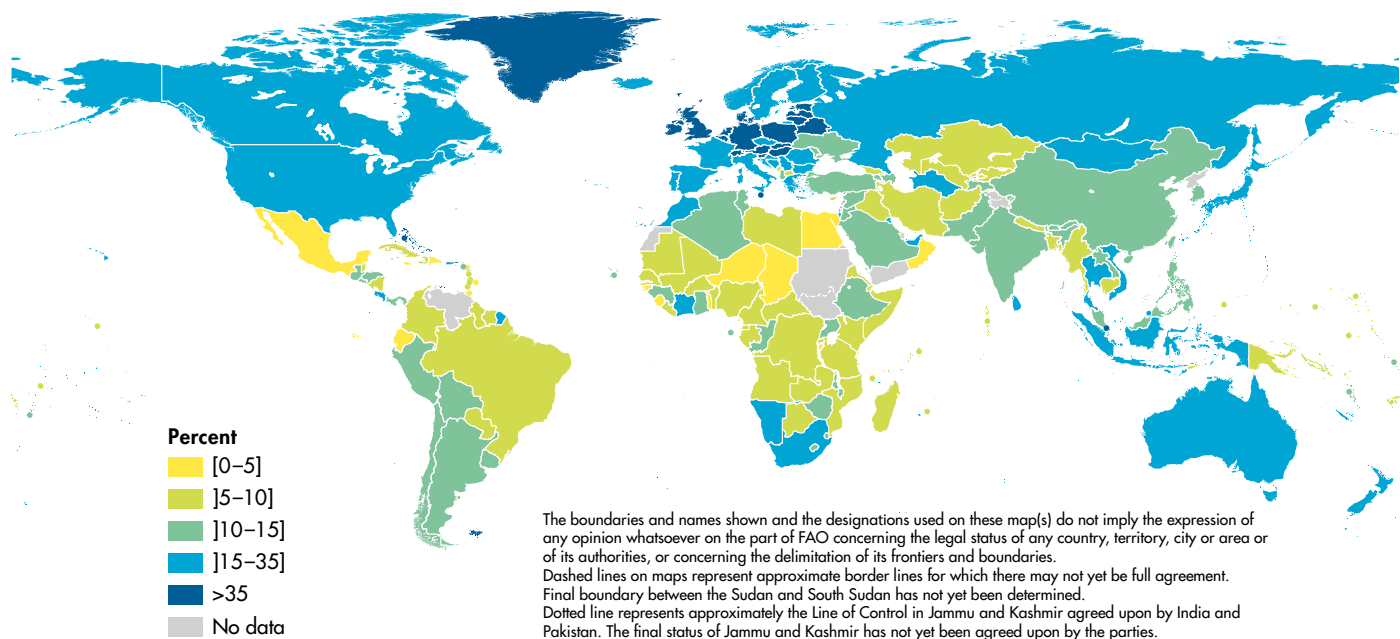 Percent
[0–5]
]5–10]
]10–15]
]15–35]
>35
No data
The boundaries and names shown and the designations used on these map(s) do not imply the expression of
any opinion whatsoever on the part of FAO concerning the legal status of any country, territory, city or area or
of its authorities, or concerning the delimitation of its frontiers and boundaries.
Dashed lines on maps represent approximate border lines for which there may not yet be full agreement.
Final boundary between the Sudan and South Sudan has not yet been determined.
Dotted line represents approximately the Line of Control in Jammu and Kashmir agreed upon by India and
Pakistan. The final status of Jammu and Kashmir has not yet been agreed upon by the parties.